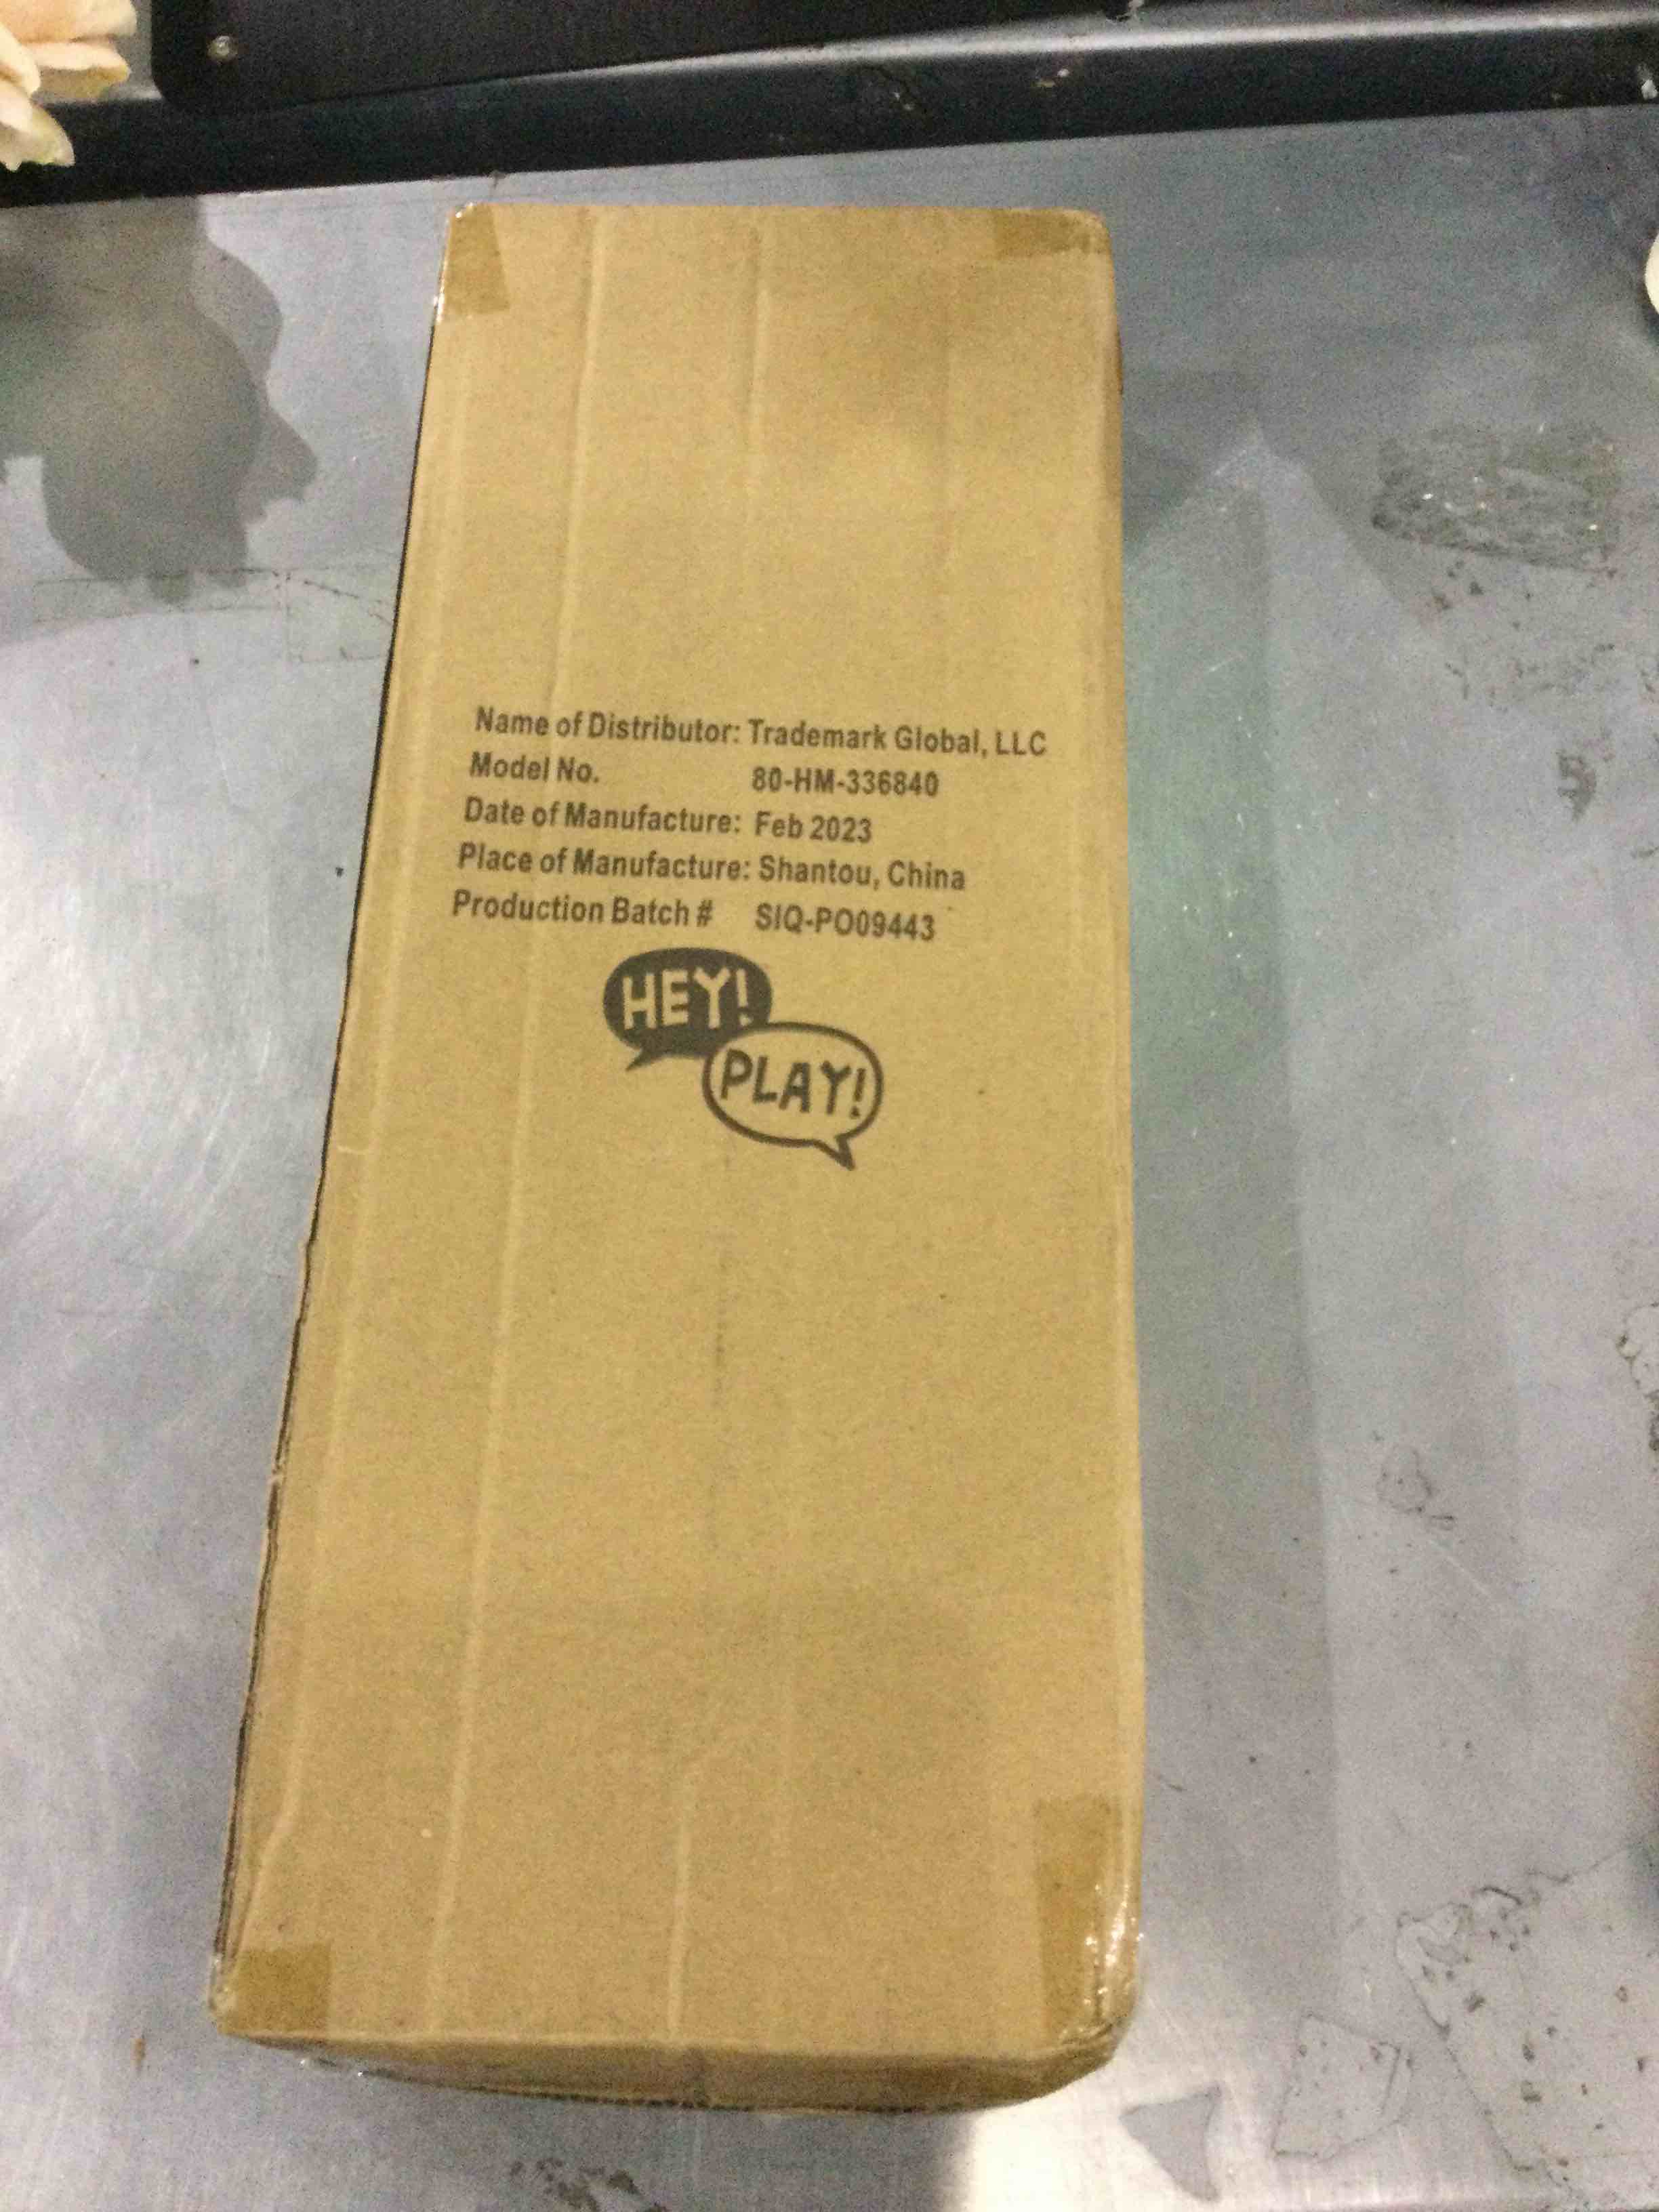 Name of Distributor: Trademark Global, LLC
Model No. 80-HM-336840
Date of Manufacture: Feb 2023
Place of Manufacture: Shantou, China
Production Batch # SIQ-PO09443
HEY!
PLAY!